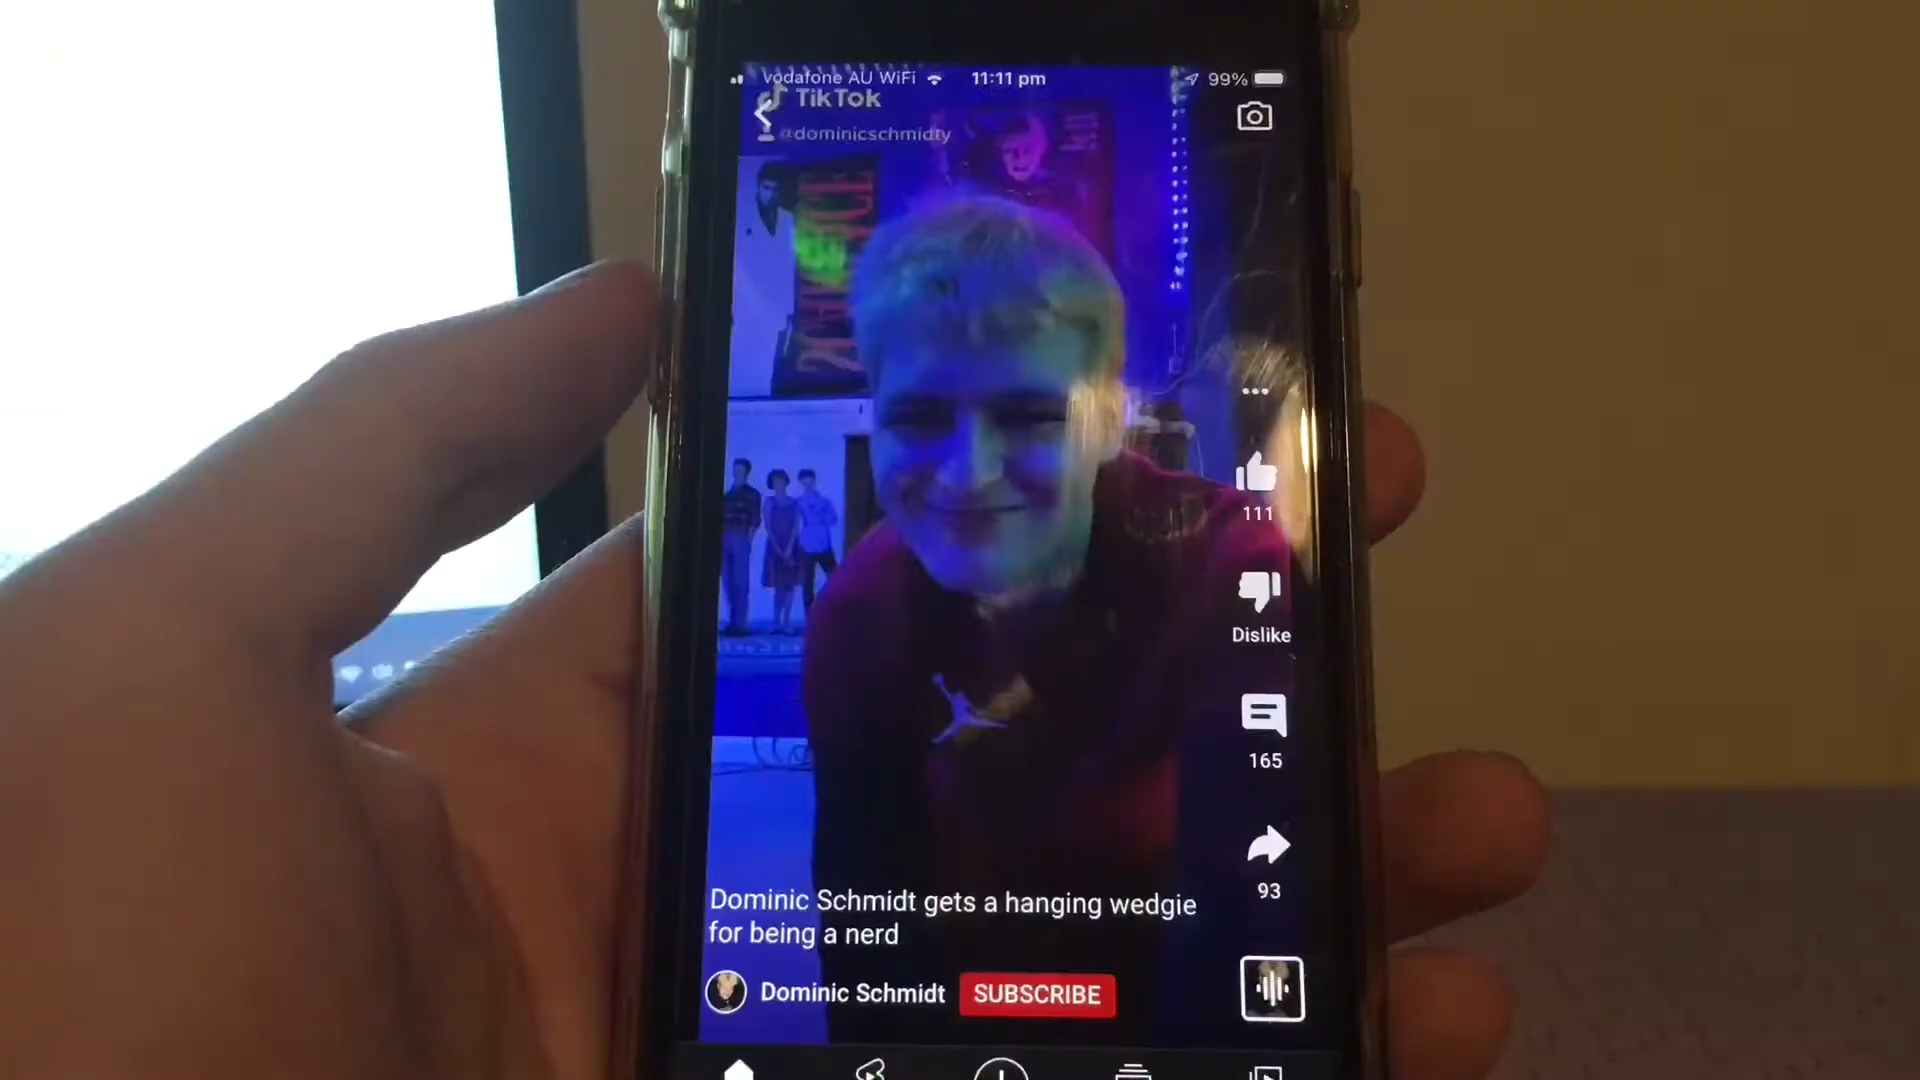 vodafone AU WiFi 11:11 pm 99%
TikTok
@dominicschmidty
111
Dislike
165
93
Dominic Schmidt gets a hanging wedgie
for being a nerd
Dominic Schmidt SUBSCRIBE